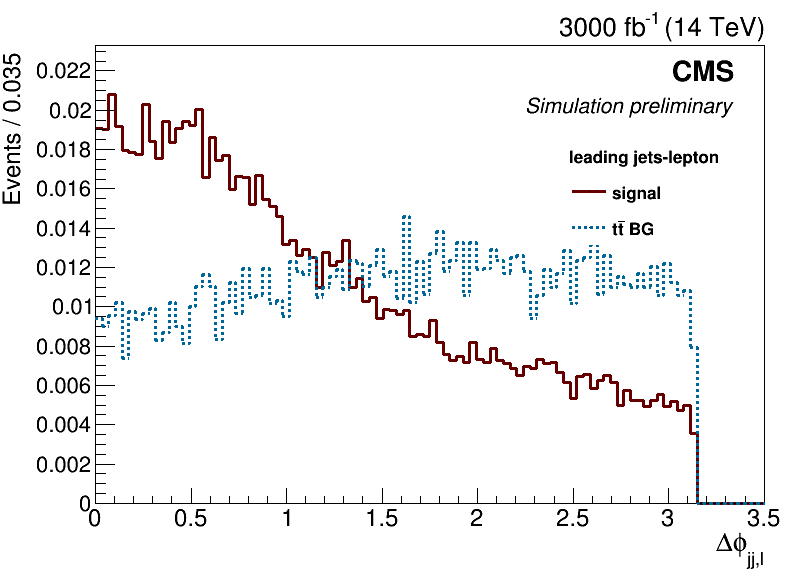 3000 fb⁻¹ (14 TeV)
Events / 0.035
CMS
Simulation preliminary
leading jets-lepton
signal
tt̄ BG
0.022
0.02
0.018
0.016
0.014
0.012
0.01
0.008
0.006
0.004
0.002
0
0 0.5 1 1.5 2 2.5 3 3.5
Δϕjj,l